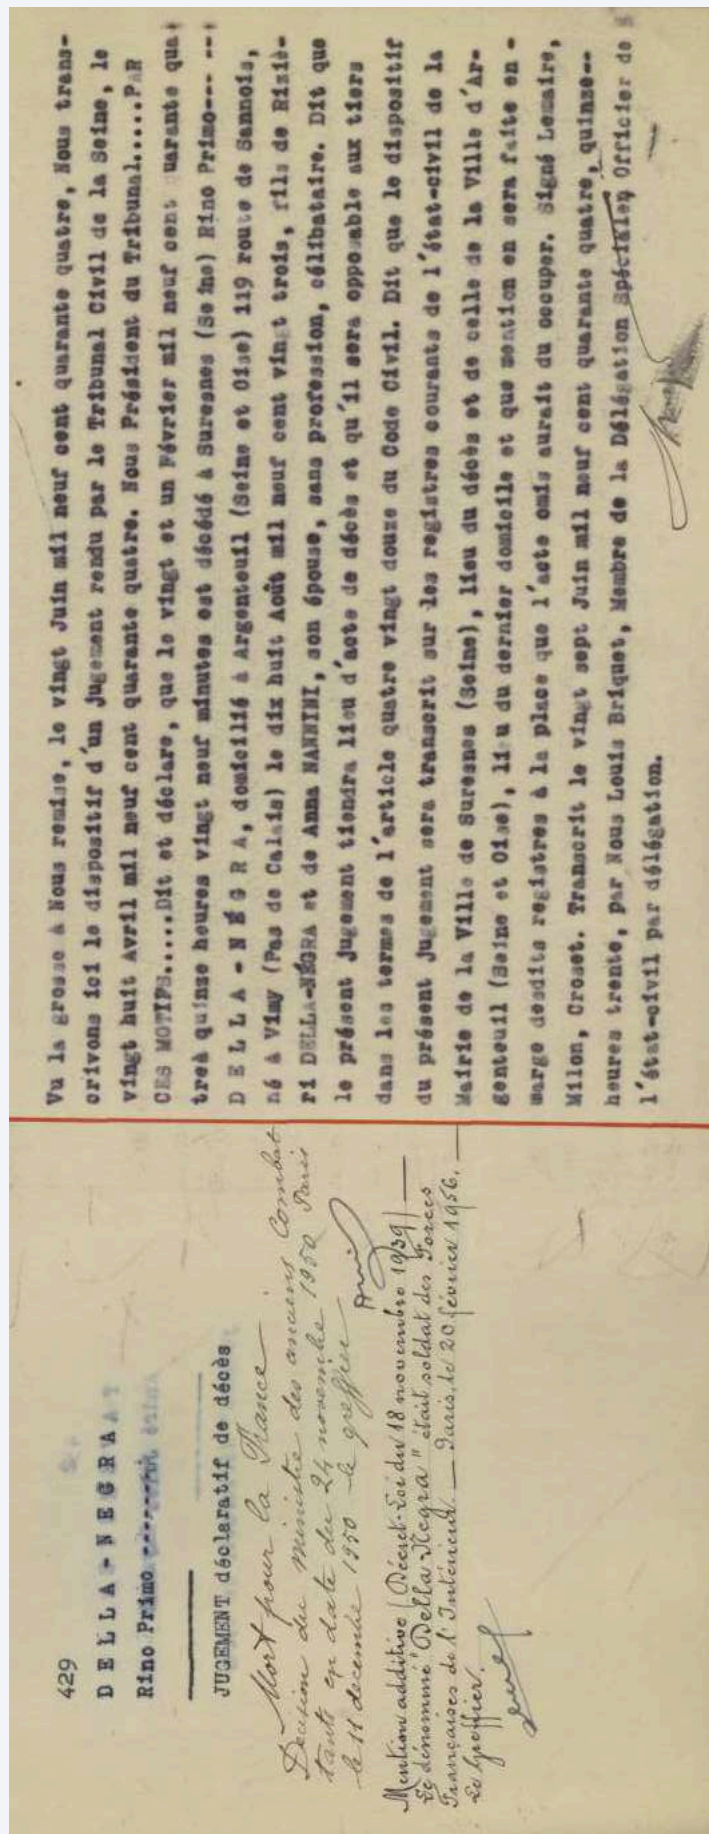 429
DELLA-NEGRA
Rino Primo
JUGEMENT déclaratif de décès
Mort pour la France
Décision du ministre des anciens Combat
tants en date du 24 novembre 1950 Paris
le 11 décembre 1950 le greffier
Mention additive (Décret-Loi du 18 novembre 1939)
Le dénommé "Della-Negra" était soldat des Forces
Françaises de l'Intérieur. — Paris, le 20 février 1956. —
Le Greffier.
Vu la grosse à Nous remise, le vingt Juin mil neuf cent quarante quatre, Nous trans-
crivons ici le dispositif d'un jugement rendu par le Tribunal Civil de la Seine, le
vingt huit Avril mil neuf cent quarante quatre. Nous Président du Tribunal.....PAR
CES MOTIFS.....Dit et déclare, que le vingt et un Février mil neuf cent quarante qua
treà quinze heures vingt neuf minutes est décédé à Suresnes (Seine) Rino Primo--- ---
DELLA-NÉGRA, domicilié à Argenteuil (Seine et Oise) 119 route de Sannois,
né à Vimy (Pas de Calais) le dix huit Août mil neuf cent vingt trois, fils de Riziè-
ri DELLA-NÉGRA et de Anna NANNINI, son épouse, sans profession, célibataire. Dit que
le présent jugement tiendra lieu d'acte de décès et qu'il sera opposable aux tiers
dans les termes de l'article quatre vingt douze du Code Civil. Dit que le dispositif
du présent jugement sera transcrit sur les registres courants de l'état-civil de la
Mairie de la Ville de Suresnes (Seine), lieu du décès et de celle de la Ville d'Ar-
genteuil (Seine et Oise), lieu du dernier domicile et que mention en sera faite en -
marge desdits registres à la place que l'acte omis aurait du occuper. Signé Lemaire,
Milon, Crozet. Transcrit le vingt sept Juin mil neuf cent quarante quatre, quinze--
heures trente, par Nous Louis Briquet, Membre de la Délégation Spéciale, Officier de
l'état-civil par délégation.